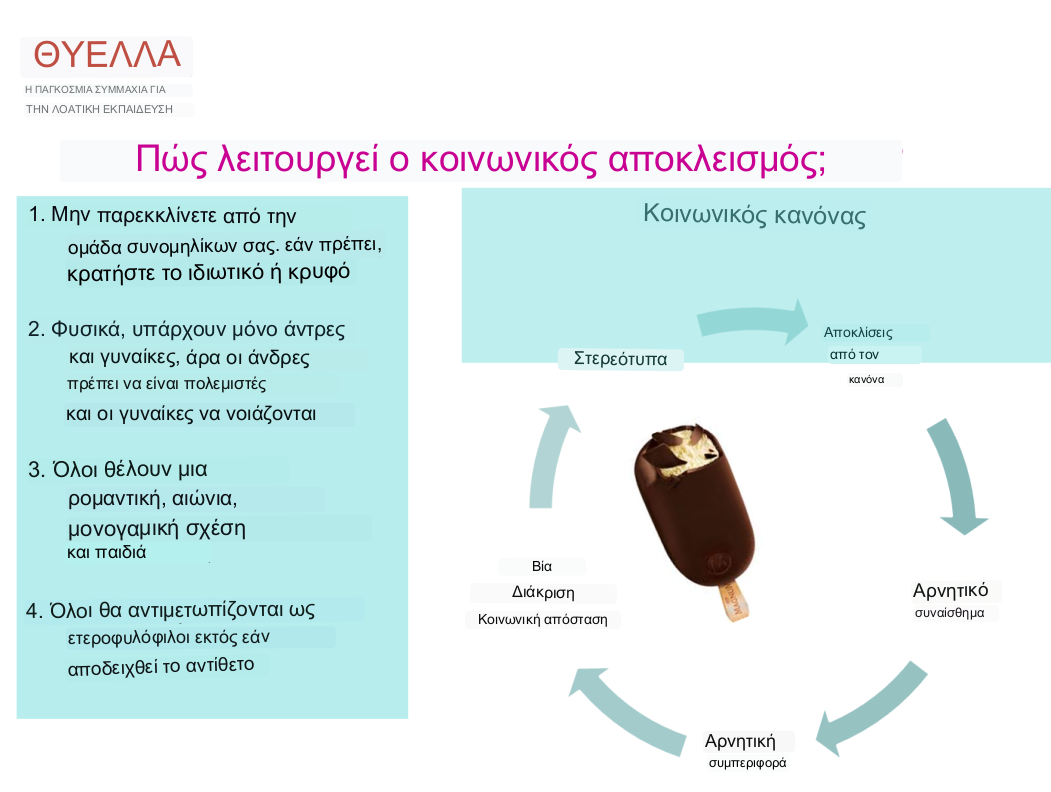 ΘΥΕΛΛΑ
Η ΠΑΓΚΟΣΜΙΑ ΣΥΜΜΑΧΙΑ ΓΙΑ
ΤΗΝ ΛΟΑΤΙΚΗ ΕΚΠΑΙΔΕΥΣΗ
Πώς λειτουργεί ο κοινωνικός αποκλεισμός;
1. Μην παρεκκλίνετε από την
ομάδα συνομηλίκων σας. εάν πρέπει,
κρατήστε το ιδιωτικό ή κρυφό
2. Φυσικά, υπάρχουν μόνο άντρες
και γυναίκες, άρα οι άνδρες
πρέπει να είναι πολεμιστές
και οι γυναίκες να νοιάζονται
3. Όλοι θέλουν μια
ρομαντική, αιώνια,
μονογαμική σχέση
και παιδιά
4. Όλοι θα αντιμετωπίζονται ως
ετεροφυλόφιλοι εκτός εάν
αποδειχθεί το αντίθετο
Κοινωνικός κανόνας
Στερεότυπα
Αποκλίσεις
από τον
κανόνα
Αρνητικό
συναίσθημα
Αρνητική
συμπεριφορά
Βία
Διάκριση
Κοινωνική απόσταση